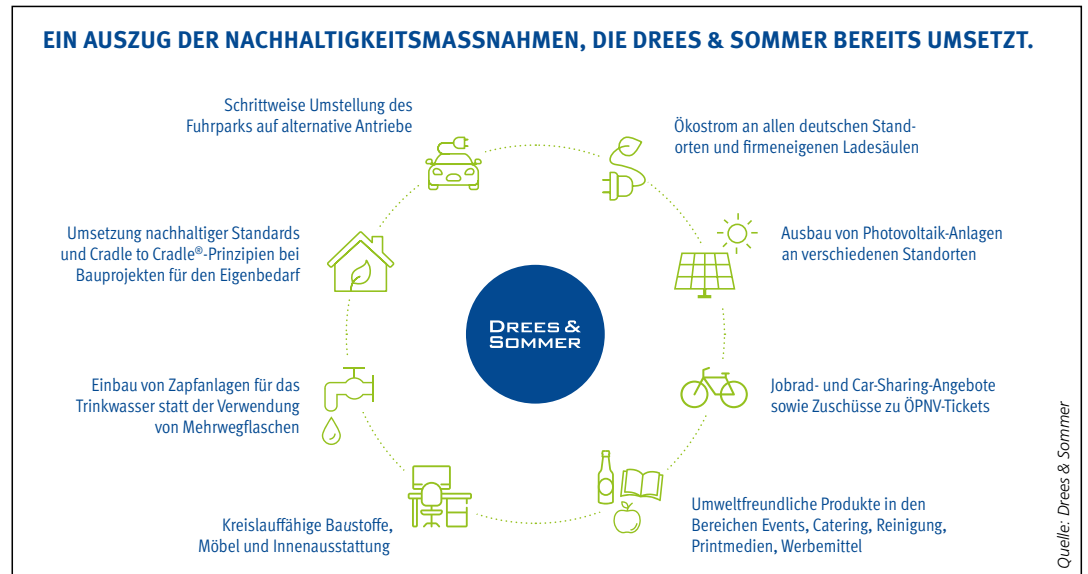 EIN AUSZUG DER NACHHALTIGKEITSMASSNAHMEN, DIE DREES & SOMMER BEREITS UMSETZT.
Schrittweise Umstellung des
Fuhrparks auf alternative Antriebe
Ökostrom an allen deutschen Stand-
orten und firmeneigenen Ladesäulen
Umsetzung nachhaltiger Standards
und Cradle to Cradle®-Prinzipien bei
Bauprojekten für den Eigenbedarf
Ausbau von Photovoltaik-Anlagen
an verschiedenen Standorten
DREES &
SOMMER
Einbau von Zapfanlagen für das
Trinkwasser statt der Verwendung
von Mehrwegflaschen
Jobrad- und Car-Sharing-Angebote
sowie Zuschüsse zu ÖPNV-Tickets
Kreislauffähige Baustoffe,
Möbel und Innenausstattung
Umweltfreundliche Produkte in den
Bereichen Events, Catering, Reinigung,
Printmedien, Werbemittel
Quelle: Drees & Sommer